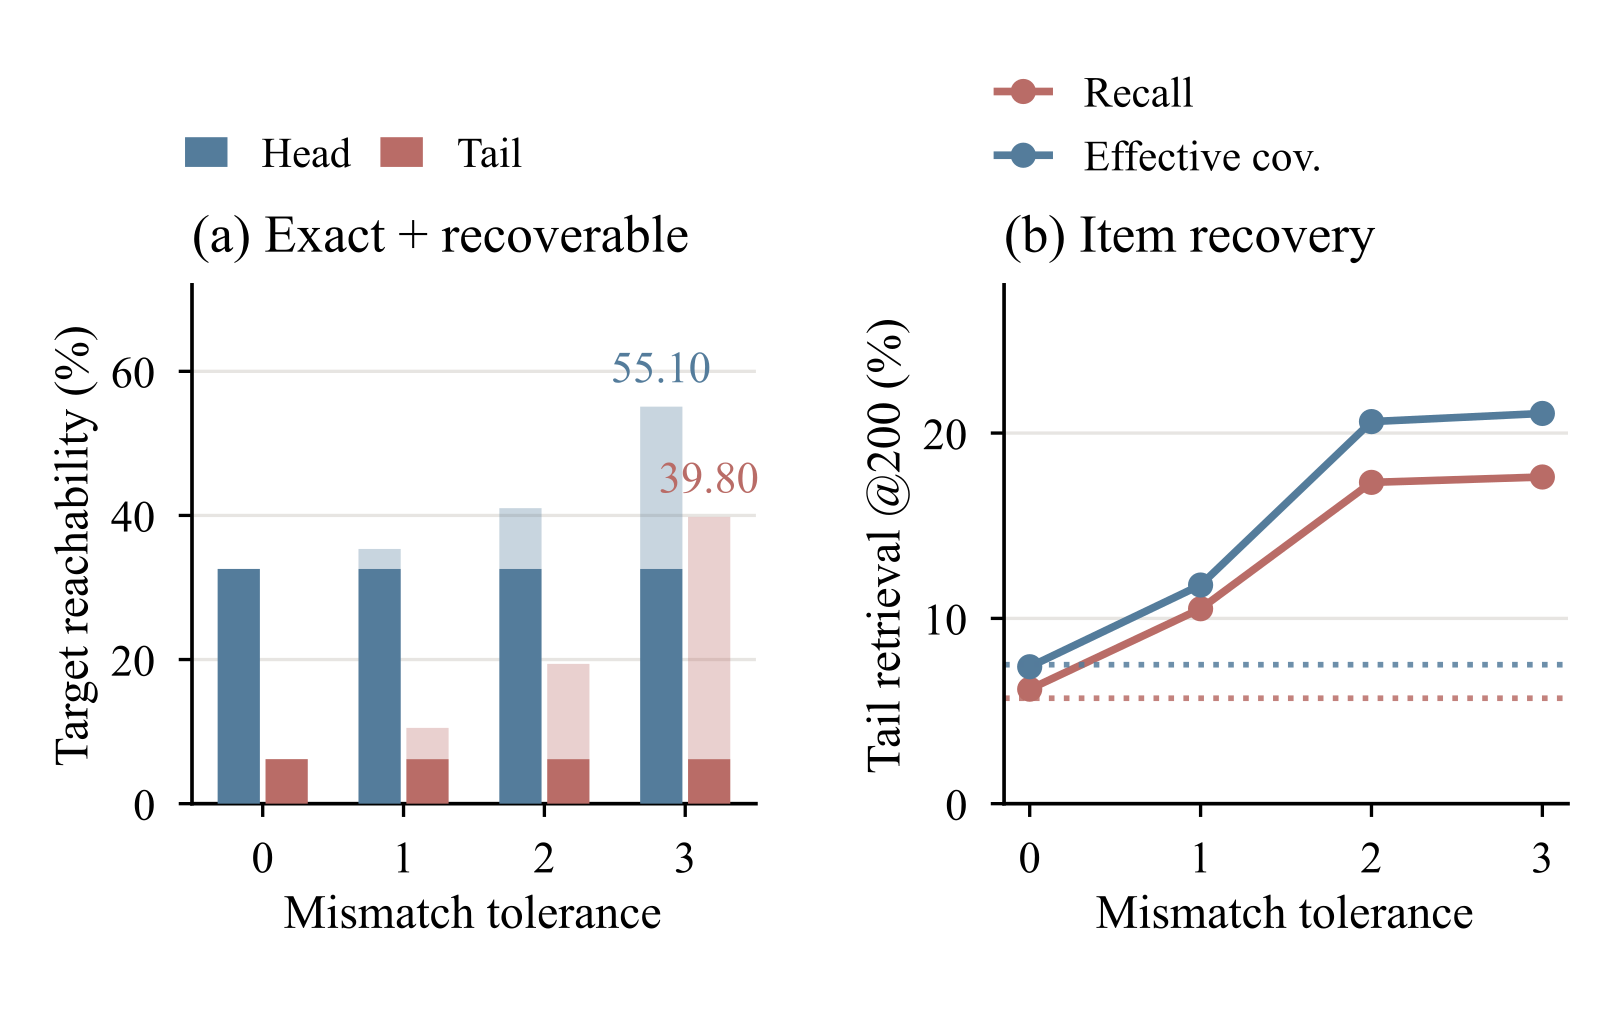 Head Tail
(a) Exact + recoverable
Target reachability (%)
60
40
20
0
55.10
39.80
0 1 2 3
Mismatch tolerance
Recall
Effective cov.
(b) Item recovery
Tail retrieval @200 (%)
20
10
0
0 1 2 3
Mismatch tolerance